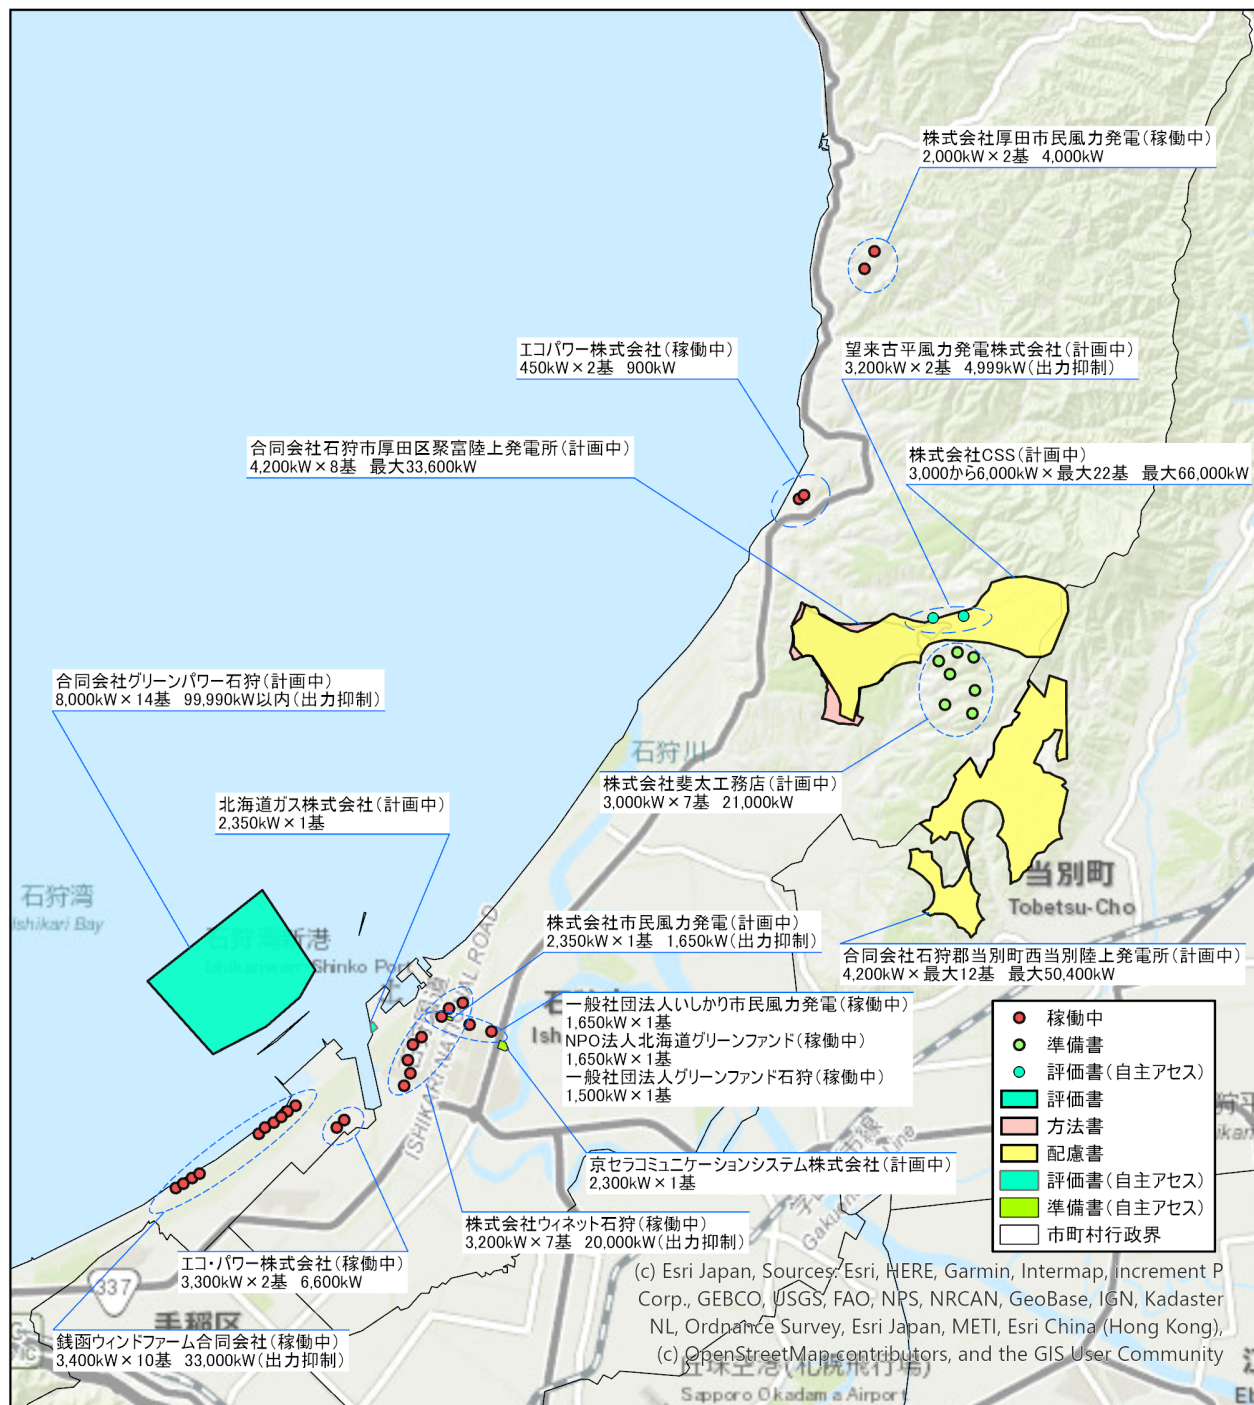 株式会社厚田市民風力発電(稼働中)
2,000kW×2基 4,000kW
エコパワー株式会社(稼働中)
450kW×2基 900kW
望来古平風力発電株式会社(計画中)
3,200kW×2基 4,999kW(出力抑制)
合同会社石狩市厚田区聚富陸上発電所(計画中)
4,200kW×8基 最大33,600kW
株式会社CSS(計画中)
3,000から6,000kW×最大22基 最大66,000kW
合同会社グリーンパワー石狩(計画中)
8,000kW×14基 99,990kW以内(出力抑制)
石狩川
株式会社斐太工務店(計画中)
3,000kW×7基 21,000kW
北海道ガス株式会社(計画中)
2,350kW×1基
石狩湾
Ishikari Bay
石狩湾新港
Ishikariwan Shinko Port
当別町
Tobetsu-Cho
株式会社市民風力発電(計画中)
2,350kW×1基 1,650kW(出力抑制)
合同会社石狩郡当別町西当別陸上発電所(計画中)
4,200kW×最大12基 最大50,400kW
ISHIKARI NATIONAL ROAD
一般社団法人いしかり市民風力発電(稼働中)
1,650kW×1基
NPO法人北海道グリーンファンド(稼働中)
1,650kW×1基
一般社団法人グリーンファンド石狩(稼働中)
1,500kW×1基
稼働中
準備書
評価書(自主アセス)
評価書
方法書
配慮書
評価書(自主アセス)
準備書(自主アセス)
市町村行政界
京セラコミュニケーションシステム株式会社(計画中)
2,300kW×1基
株式会社ウィネット石狩(稼働中)
3,200kW×7基 20,000kW(出力抑制)
エコ・パワー株式会社(稼働中)
3,300kW×2基 6,600kW
337
手稲区
銭函ウィンドファーム合同会社(稼働中)
3,400kW×10基 33,000kW(出力抑制)
(c) Esri Japan, Sources: Esri, HERE, Garmin, Intermap, increment P
Corp., GEBCO, USGS, FAO, NPS, NRCAN, GeoBase, IGN, Kadaster
NL, Ordnance Survey, Esri Japan, METI, Esri China (Hong Kong),
(c) OpenStreetMap contributors, and the GIS User Community
丘珠空港(札幌飛行場)
Sapporo Okadama Airport